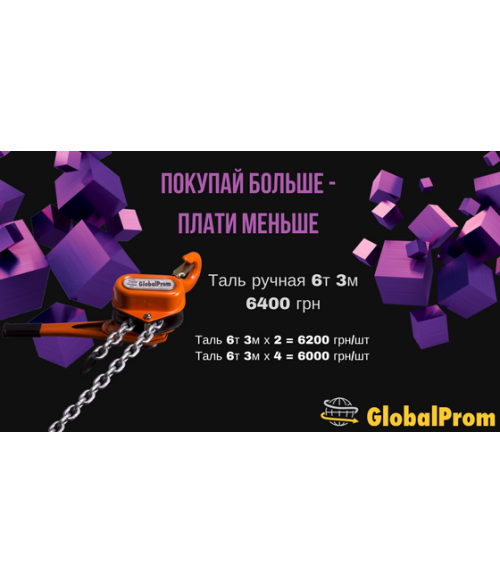 ПОКУПАЙ БОЛЬШЕ -
ПЛАТИ МЕНЬШЕ
Таль ручная 6т 3м
6400 грн
GlobalProm
Таль 6т 3м x 2 = 6200 грн/шт
Таль 6т 3м x 4 = 6000 грн/шт
GlobalProm